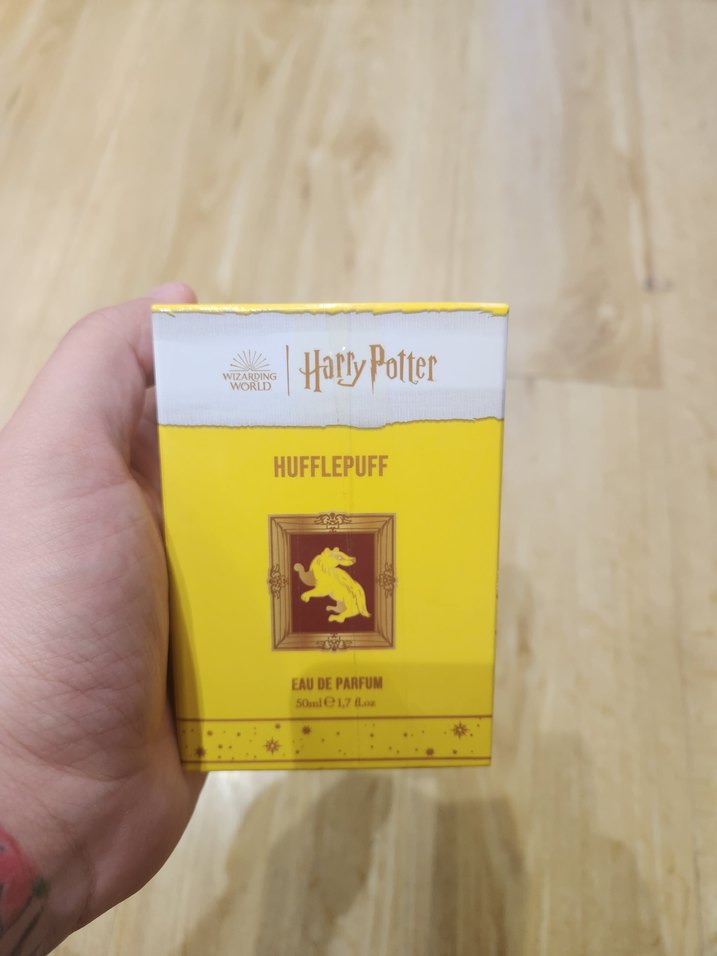 WIZARDING
WORLD
Harry Potter
HUFFLEPUFF
EAU DE PARFUM
50ml ℮ 1,7 fl.oz